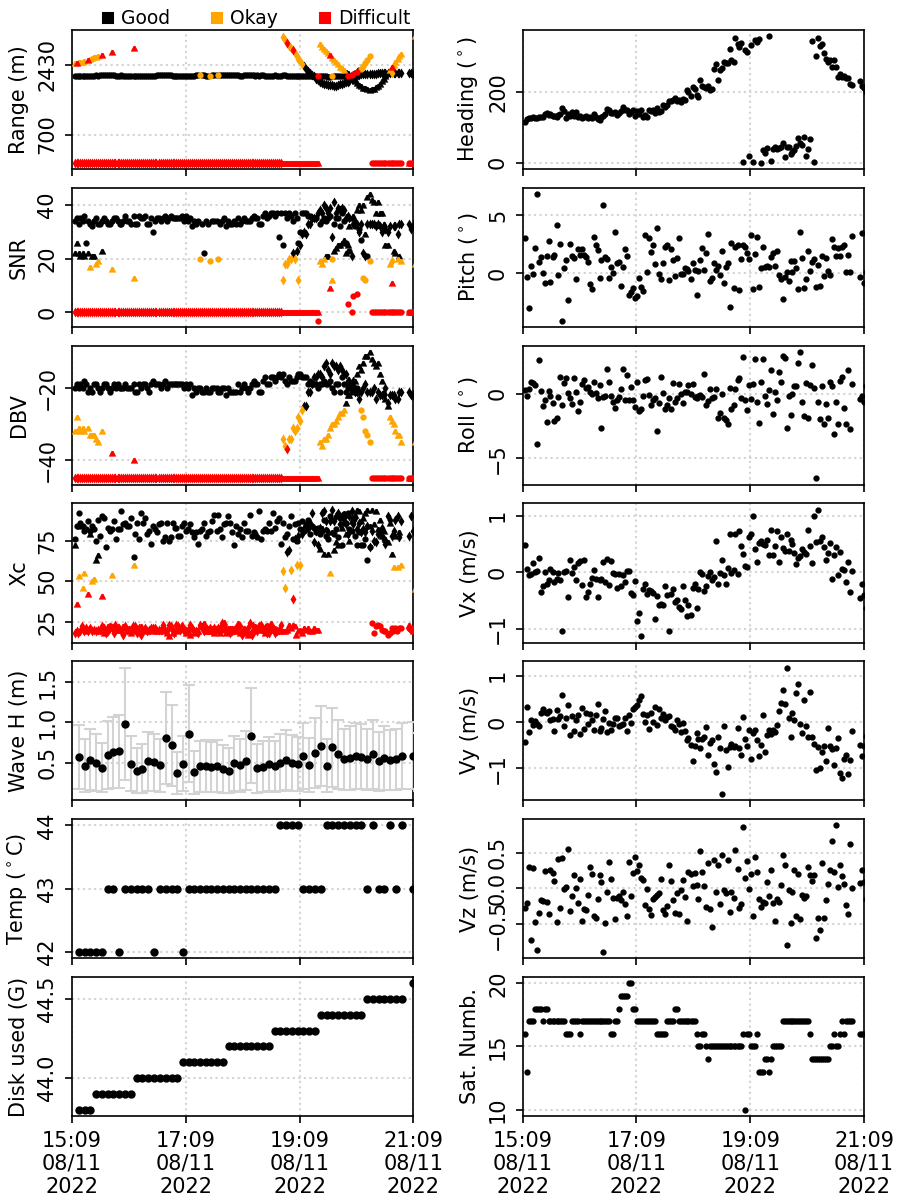 Good Okay Difficult
Range (m)
2430
700
Heading (°)
200
0
SNR
40
20
0
Pitch (°)
5
0
DBV
−20
−40
Roll (°)
0
−5
Xc
75
50
25
Vx (m/s)
1
0
−1
Wave H (m)
1.5
1.0
0.5
Vy (m/s)
1
0
−1
Temp (°C)
44
43
42
Vz (m/s)
0.5
0.0
−0.5
Disk used (G)
44.5
44.0
Sat. Numb.
20
15
10
15:09 17:09 19:09 21:09 15:09 17:09 19:09 21:09
08/11 08/11 08/11 08/11 08/11 08/11 08/11 08/11
2022 2022 2022 2022 2022 2022 2022 2022